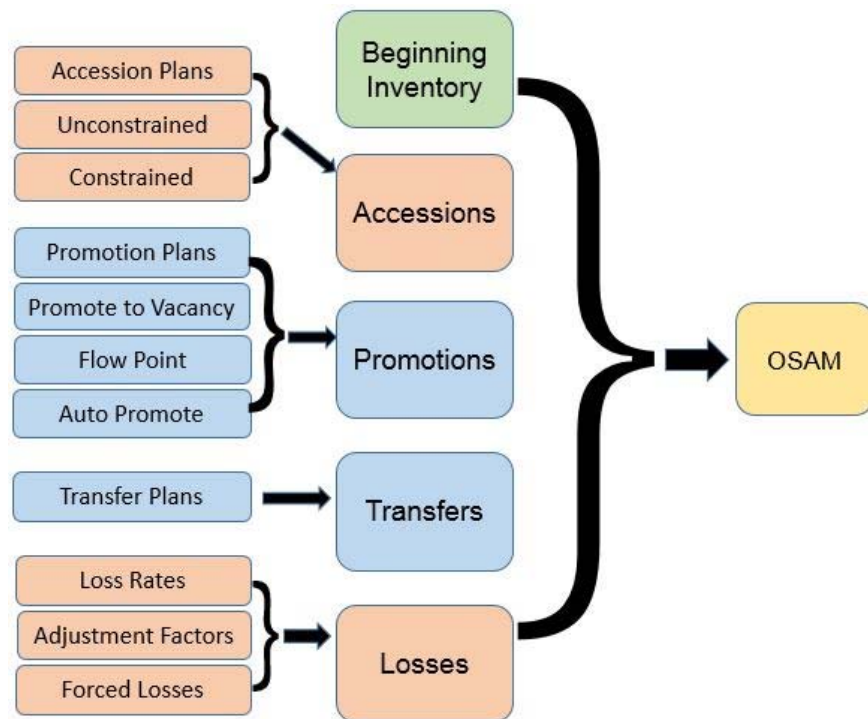 Accession Plans
Unconstrained
Constrained
Promotion Plans
Promote to Vacancy
Flow Point
Auto Promote
Transfer Plans
Loss Rates
Adjustment Factors
Forced Losses
Beginning
Inventory
Accessions
Promotions
Transfers
Losses
OSAM